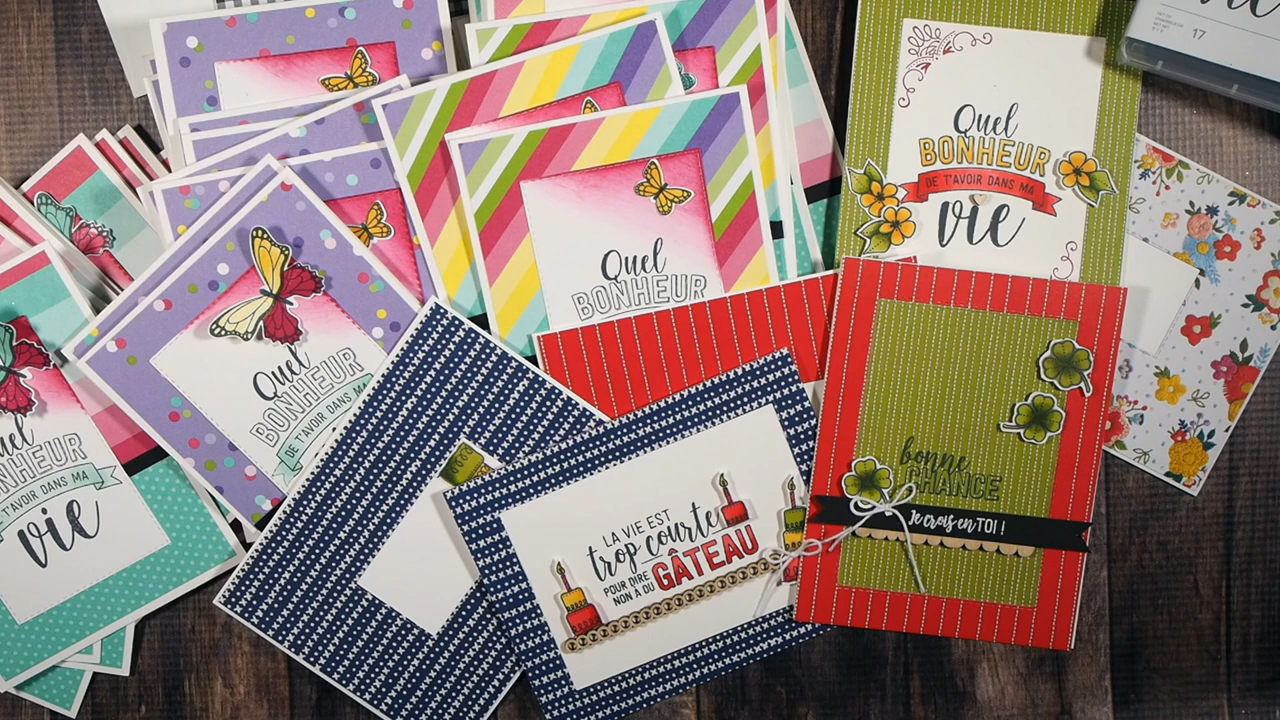 Quel
BONHEUR
DE T'AVOIR DANS MA
vie
17
Quel
BONHEUR
Quel
BONHEUR
DE T'AVOIR DANS MA
Quel
BONHEUR
T'AVOIR DANS MA
vie
LA VIE EST
trop courte
POUR DIRE
NON À DU
GÂTEAU
bonne
CHANCE
Je crois en TOI !